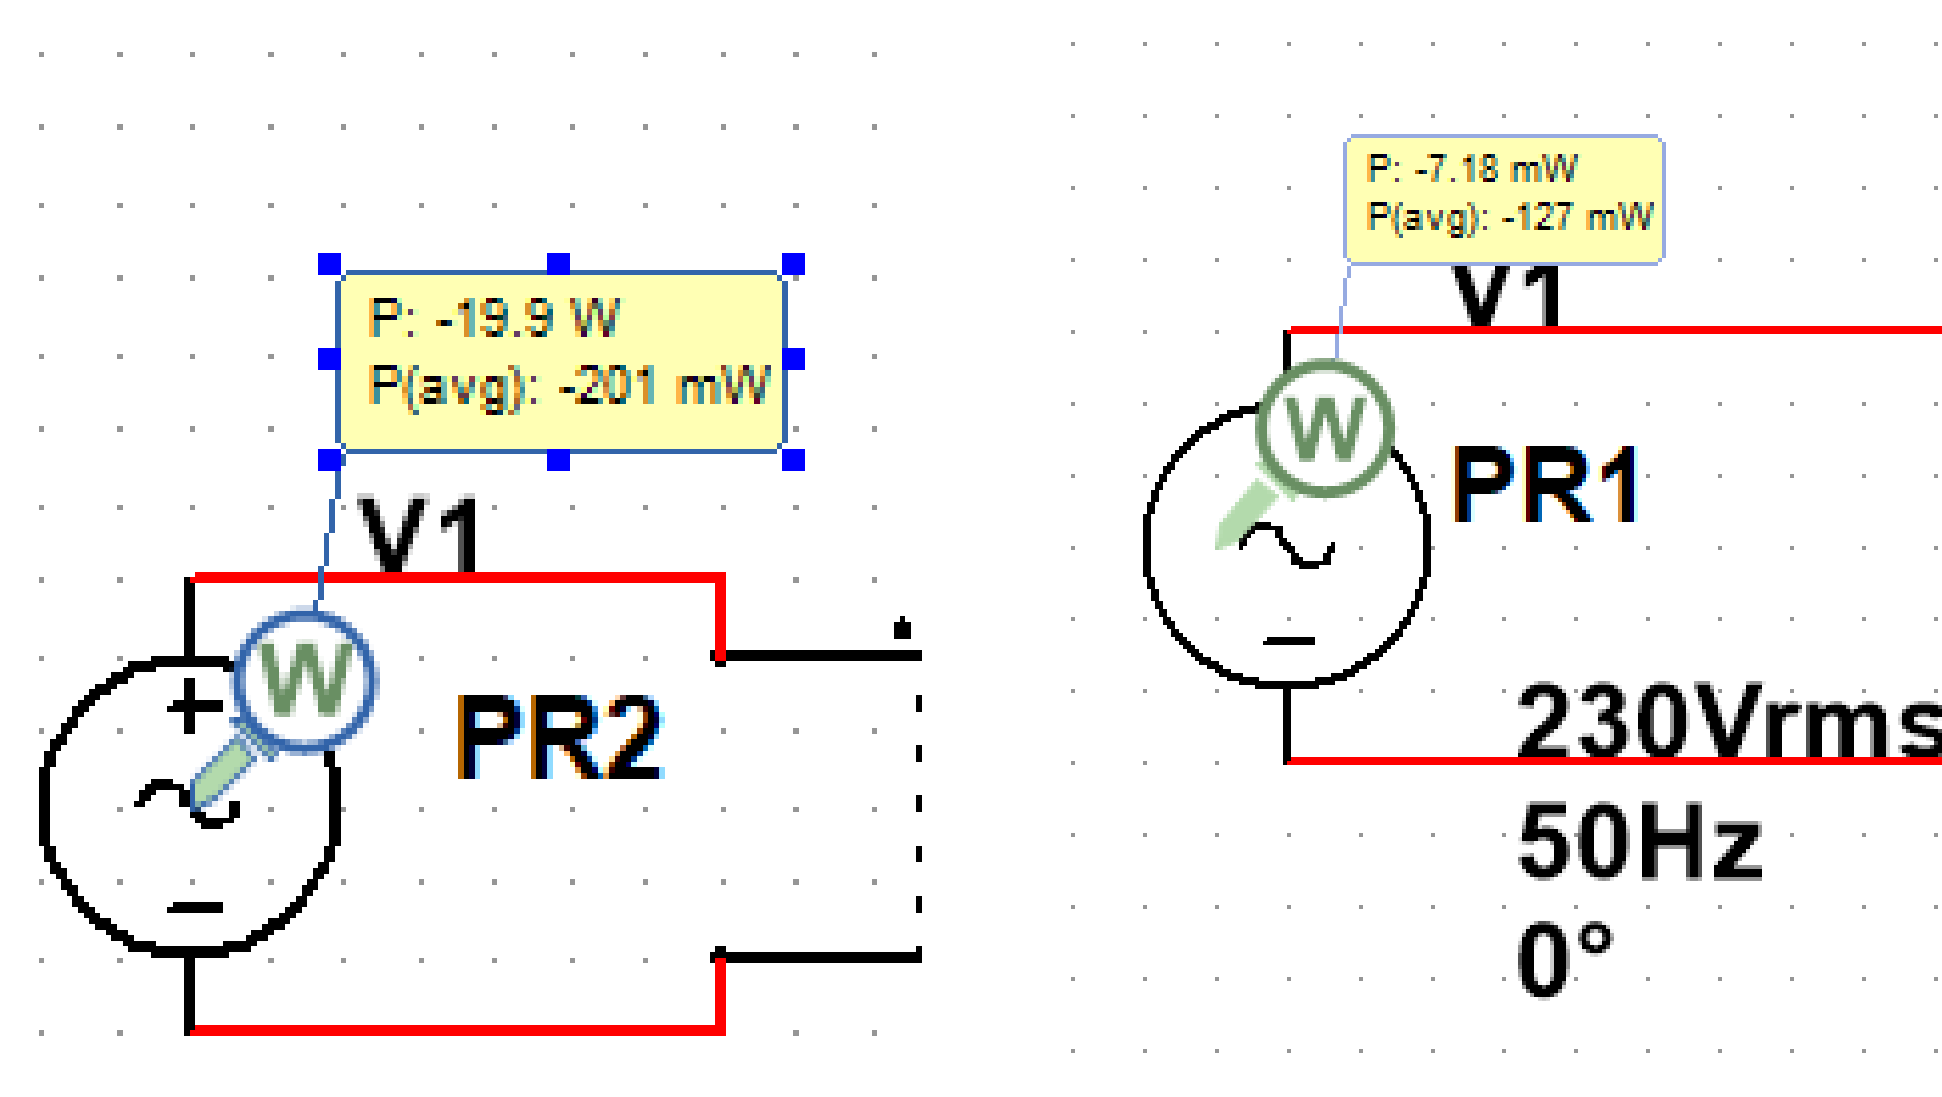 P: -19.9 W
P(avg): -201 mW
V1
W
+
PR2
P: -7.18 mW
P(avg): -127 mW
V1
W
PR1
230Vrms
50Hz
0°